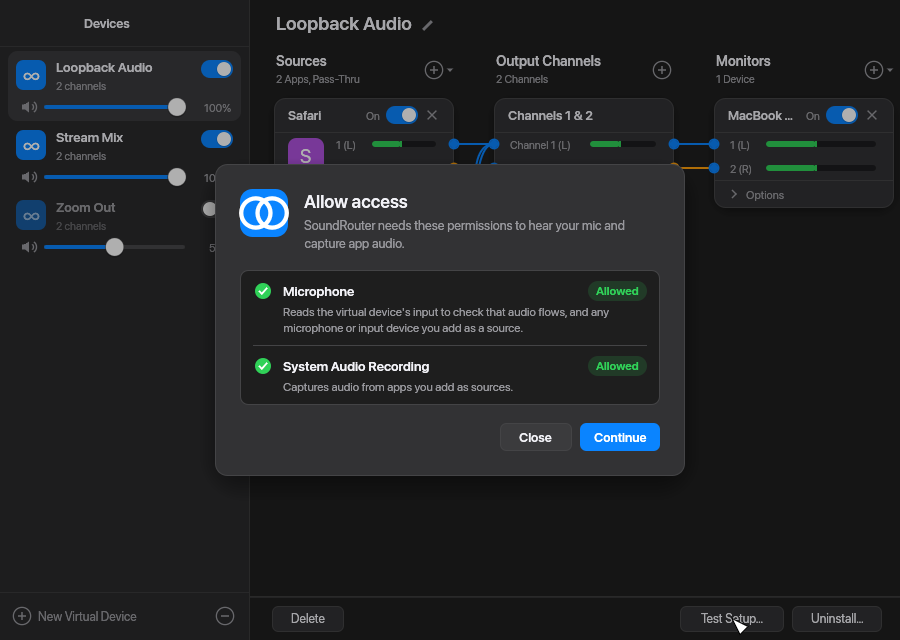 Devices
Loopback Audio
2 channels
100%
Stream Mix
2 channels
Zoom Out
2 channels
New Virtual Device
Loopback Audio
Sources
2 Apps, Pass-Thru
Output Channels
2 Channels
Monitors
1 Device
Safari
On
S
1 (L)
Channels 1 & 2
Channel 1 (L)
MacBook ...
On
1 (L)
2 (R)
Options
Allow access
SoundRouter needs these permissions to hear your mic and
capture app audio.
Microphone
Allowed
Reads the virtual device's input to check that audio flows, and any
microphone or input device you add as a source.
System Audio Recording
Allowed
Captures audio from apps you add as sources.
Close
Continue
Delete
Test Setup...
Uninstall...